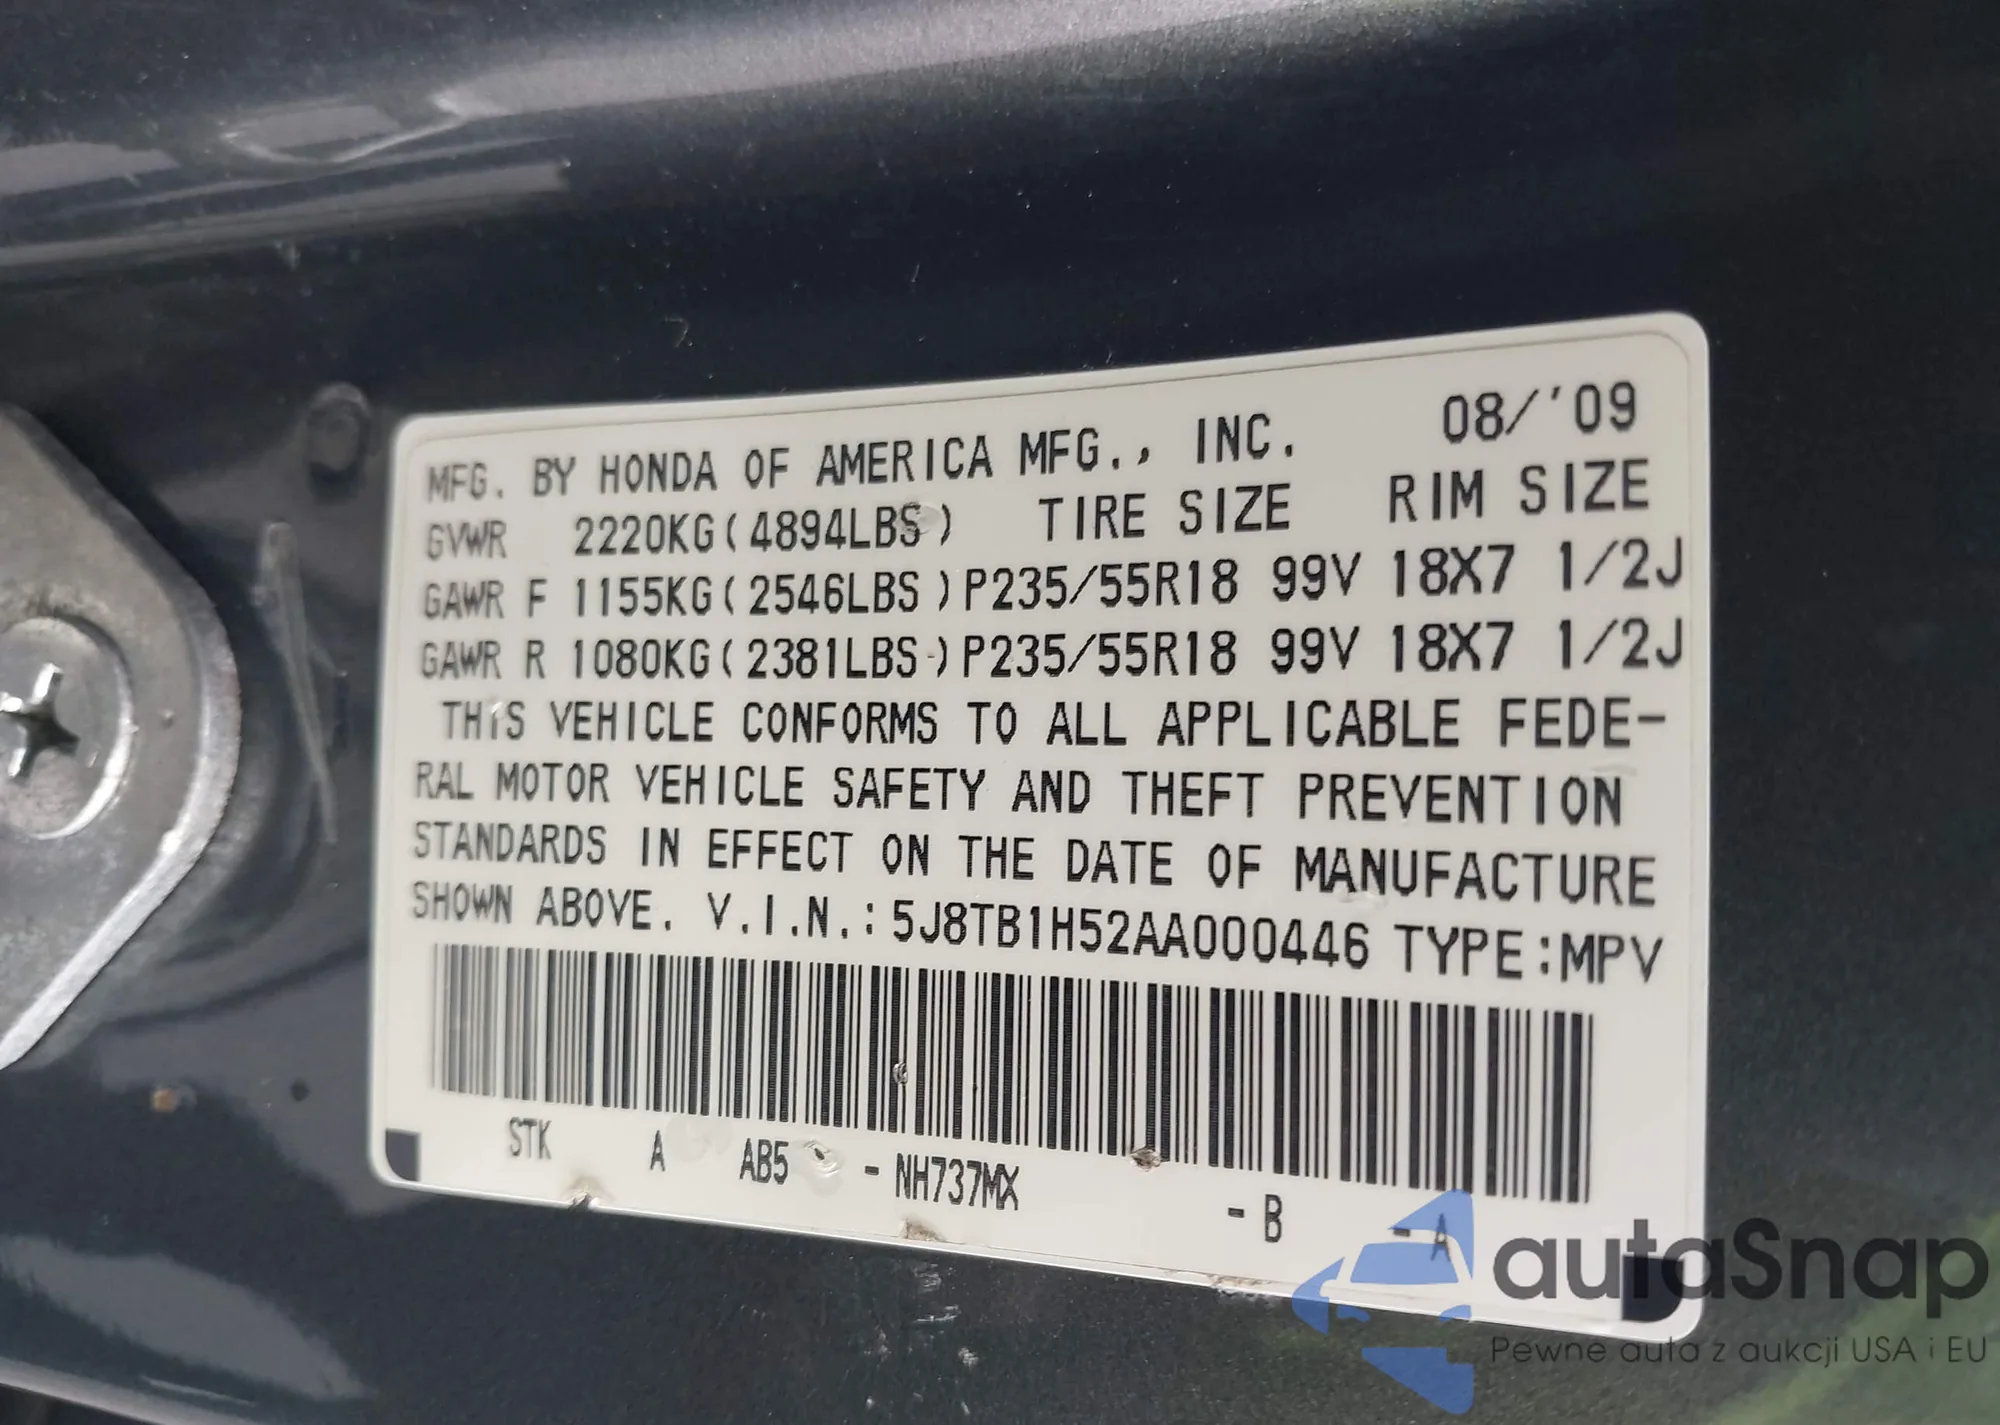 MFG. BY HONDA OF AMERICA MFG., INC. 08/'09
GVWR 2220KG(4894LBS) TIRE SIZE RIM SIZE
GAWR F 1155KG(2546LBS)P235/55R18 99V 18X7 1/2J
GAWR R 1080KG(2381LBS)P235/55R18 99V 18X7 1/2J
THIS VEHICLE CONFORMS TO ALL APPLICABLE FEDE-
RAL MOTOR VEHICLE SAFETY AND THEFT PREVENTION
STANDARDS IN EFFECT ON THE DATE OF MANUFACTURE
SHOWN ABOVE. V.I.N.: 5J8TB1H52AA000446 TYPE:MPV
STK A AB5 - NH737MX - B - A
autaSnap
Pewne auta z aukcji USA i EU